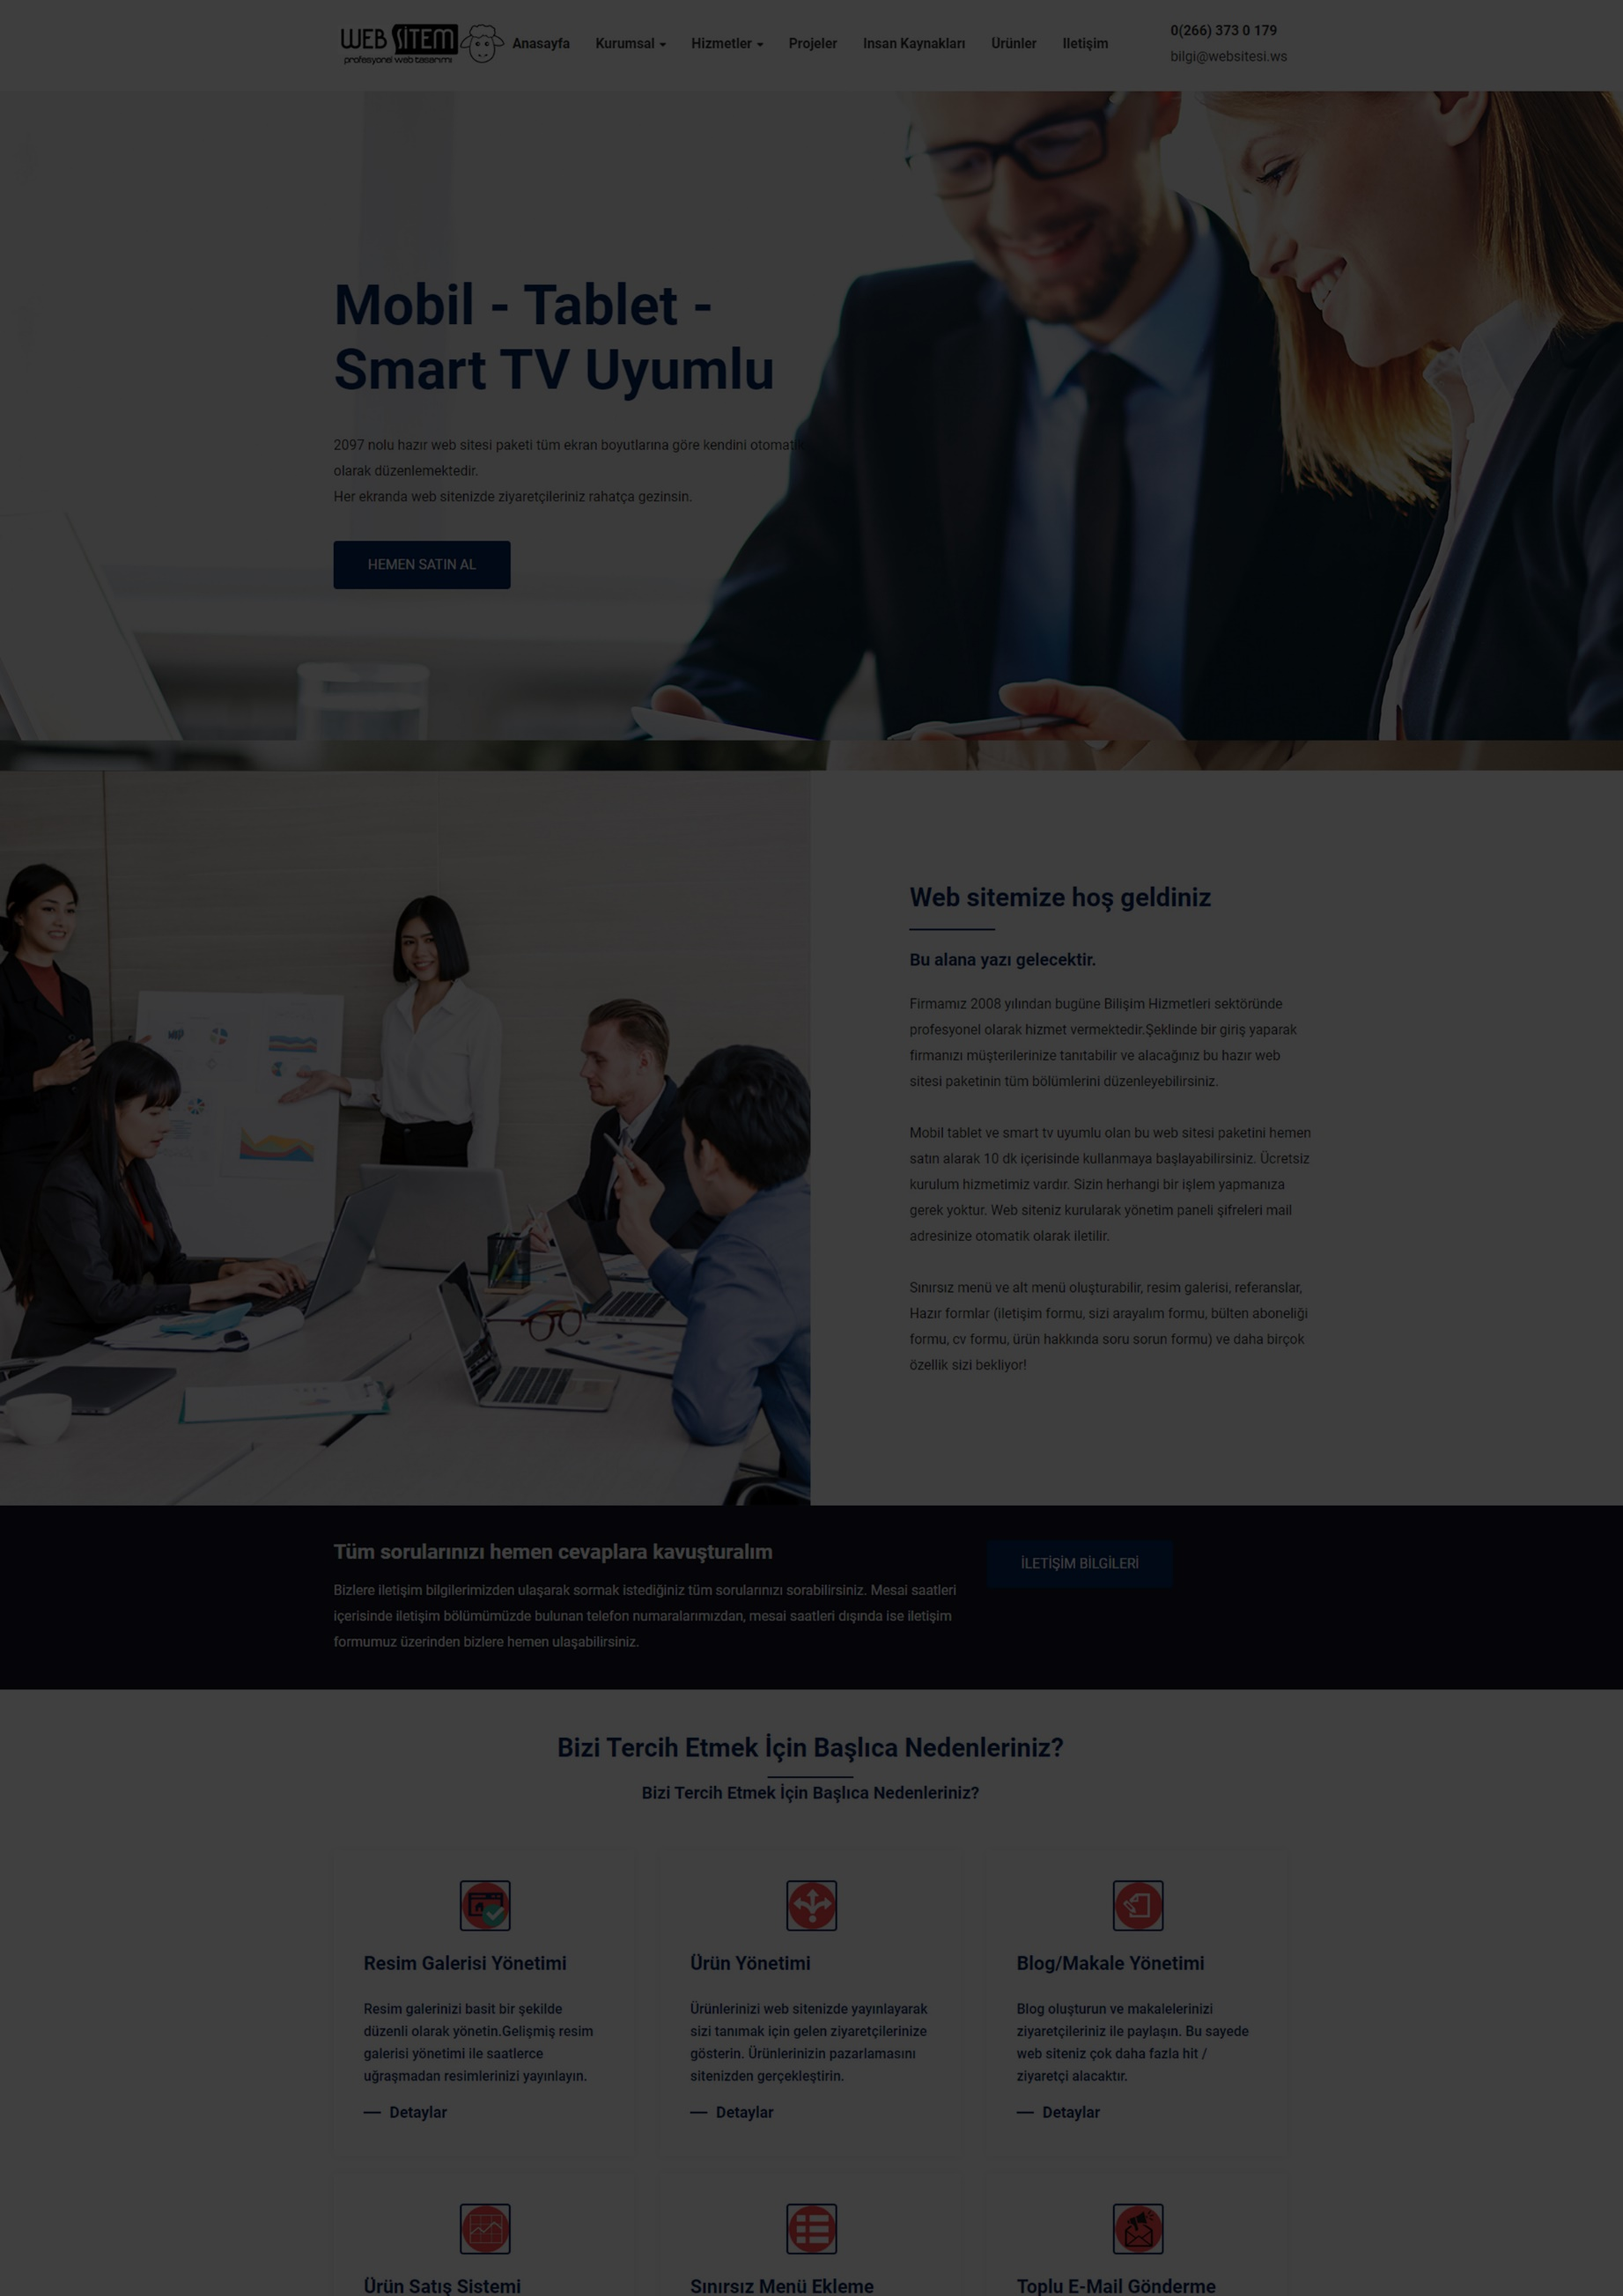 WEB SİTEM
profesyonel web tasarımı
Anasayfa Kurumsal Hizmetler Projeler Insan Kaynakları Ürünler Iletişim
0(266) 373 0 179
bilgi@websitesi.ws
Mobil - Tablet -
Smart TV Uyumlu
2097 nolu hazır web sitesi paketi tüm ekran boyutlarına göre kendini otomatik
olarak düzenlemektedir.
Her ekranda web sitenizde ziyaretçileriniz rahatça gezinsin.
HEMEN SATIN AL
Web sitemize hoş geldiniz
Bu alana yazı gelecektir.
Firmamız 2008 yılından bugüne Bilişim Hizmetleri sektöründe
profesyonel olarak hizmet vermektedir.Şeklinde bir giriş yaparak
firmanızı müşterilerinize tanıtabilir ve alacağınız bu hazır web
sitesi paketinin tüm bölümlerini düzenleyebilirsiniz.
Mobil tablet ve smart tv uyumlu olan bu web sitesi paketini hemen
satın alarak 10 dk içerisinde kullanmaya başlayabilirsiniz. Ücretsiz
kurulum hizmetimiz vardır. Sizin herhangi bir işlem yapmanıza
gerek yoktur. Web siteniz kurularak yönetim paneli şifreleri mail
adresinize otomatik olarak iletilir.
Sınırsız menü ve alt menü oluşturabilir, resim galerisi, referanslar,
Hazır formlar (iletişim formu, sizi arayalım formu, bülten aboneliği
formu, cv formu, ürün hakkında soru sorun formu) ve daha birçok
özellik sizi bekliyor!
Tüm sorularınızı hemen cevaplara kavuşturalım
Bizlere iletişim bilgilerimizden ulaşarak sormak istediğiniz tüm sorularınızı sorabilirsiniz. Mesai saatleri
içerisinde iletişim bölümümüzde bulunan telefon numaralarımızdan, mesai saatleri dışında ise iletişim
formumuz üzerinden bizlere hemen ulaşabilirsiniz.
İLETİŞİM BİLGİLERİ
Bizi Tercih Etmek İçin Başlıca Nedenleriniz?
Bizi Tercih Etmek İçin Başlıca Nedenleriniz?
Resim Galerisi Yönetimi
Resim galerinizi basit bir şekilde
düzenli olarak yönetin.Gelişmiş resim
galerisi yönetimi ile saatlerce
uğraşmadan resimlerinizi yayınlayın.
Detaylar
Ürün Yönetimi
Ürünlerinizi web sitenizde yayınlayarak
sizi tanımak için gelen ziyaretçilerinize
gösterin. Ürünlerinizin pazarlamasını
sitenizden gerçekleştirin.
Detaylar
Blog/Makale Yönetimi
Blog oluşturun ve makalelerinizi
ziyaretçileriniz ile paylaşın. Bu sayede
web siteniz çok daha fazla hit /
ziyaretçi alacaktır.
Detaylar
Ürün Satış Sistemi
Sınırsız Menü Ekleme
Toplu E-Mail Gönderme